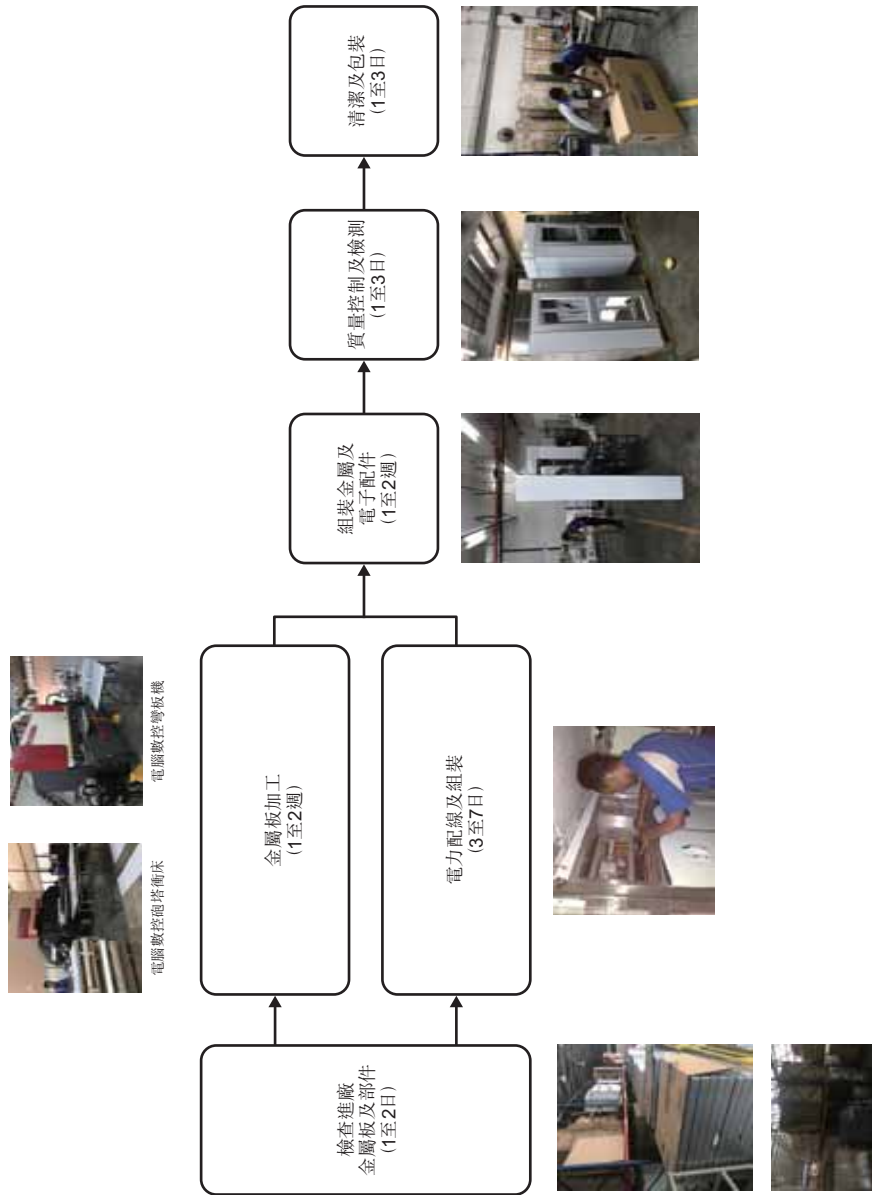 檢查進廠
金屬板及部件
(1至2日)
電腦數控砲塔衝床
電腦數控彎板機
金屬板加工
(1至2週)
電力配線及組裝
(3至7日)
組裝金屬及
電子配件
(1至2週)
質量控制及檢測
(1至3日)
清潔及包裝
(1至3日)